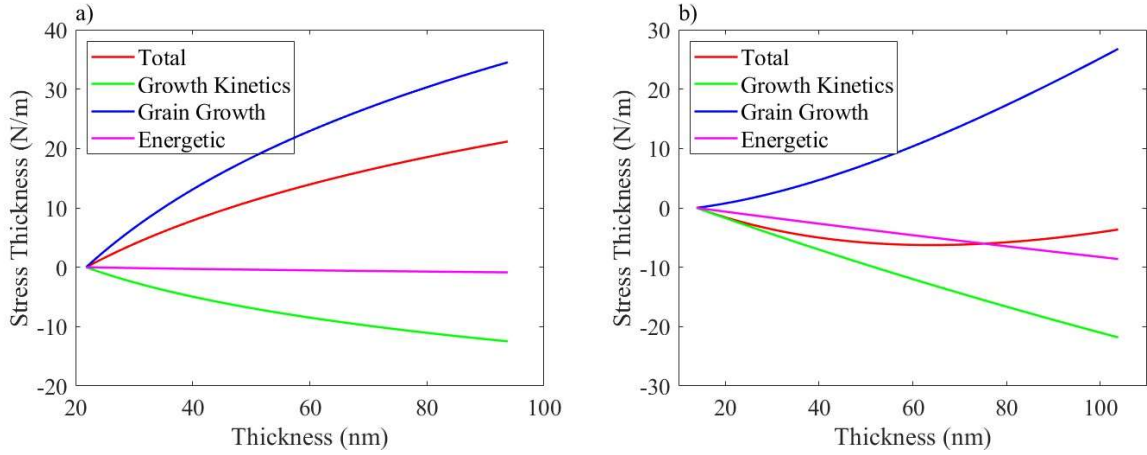 a)
Total
Growth Kinetics
Grain Growth
Energetic
Stress Thickness (N/m)
40
30
20
10
0
-10
-20
20
40
60
80
100
Thickness (nm)
b)
Total
Growth Kinetics
Grain Growth
Energetic
Stress Thickness (N/m)
30
20
10
0
-10
-20
-30
20
40
60
80
100
Thickness (nm)